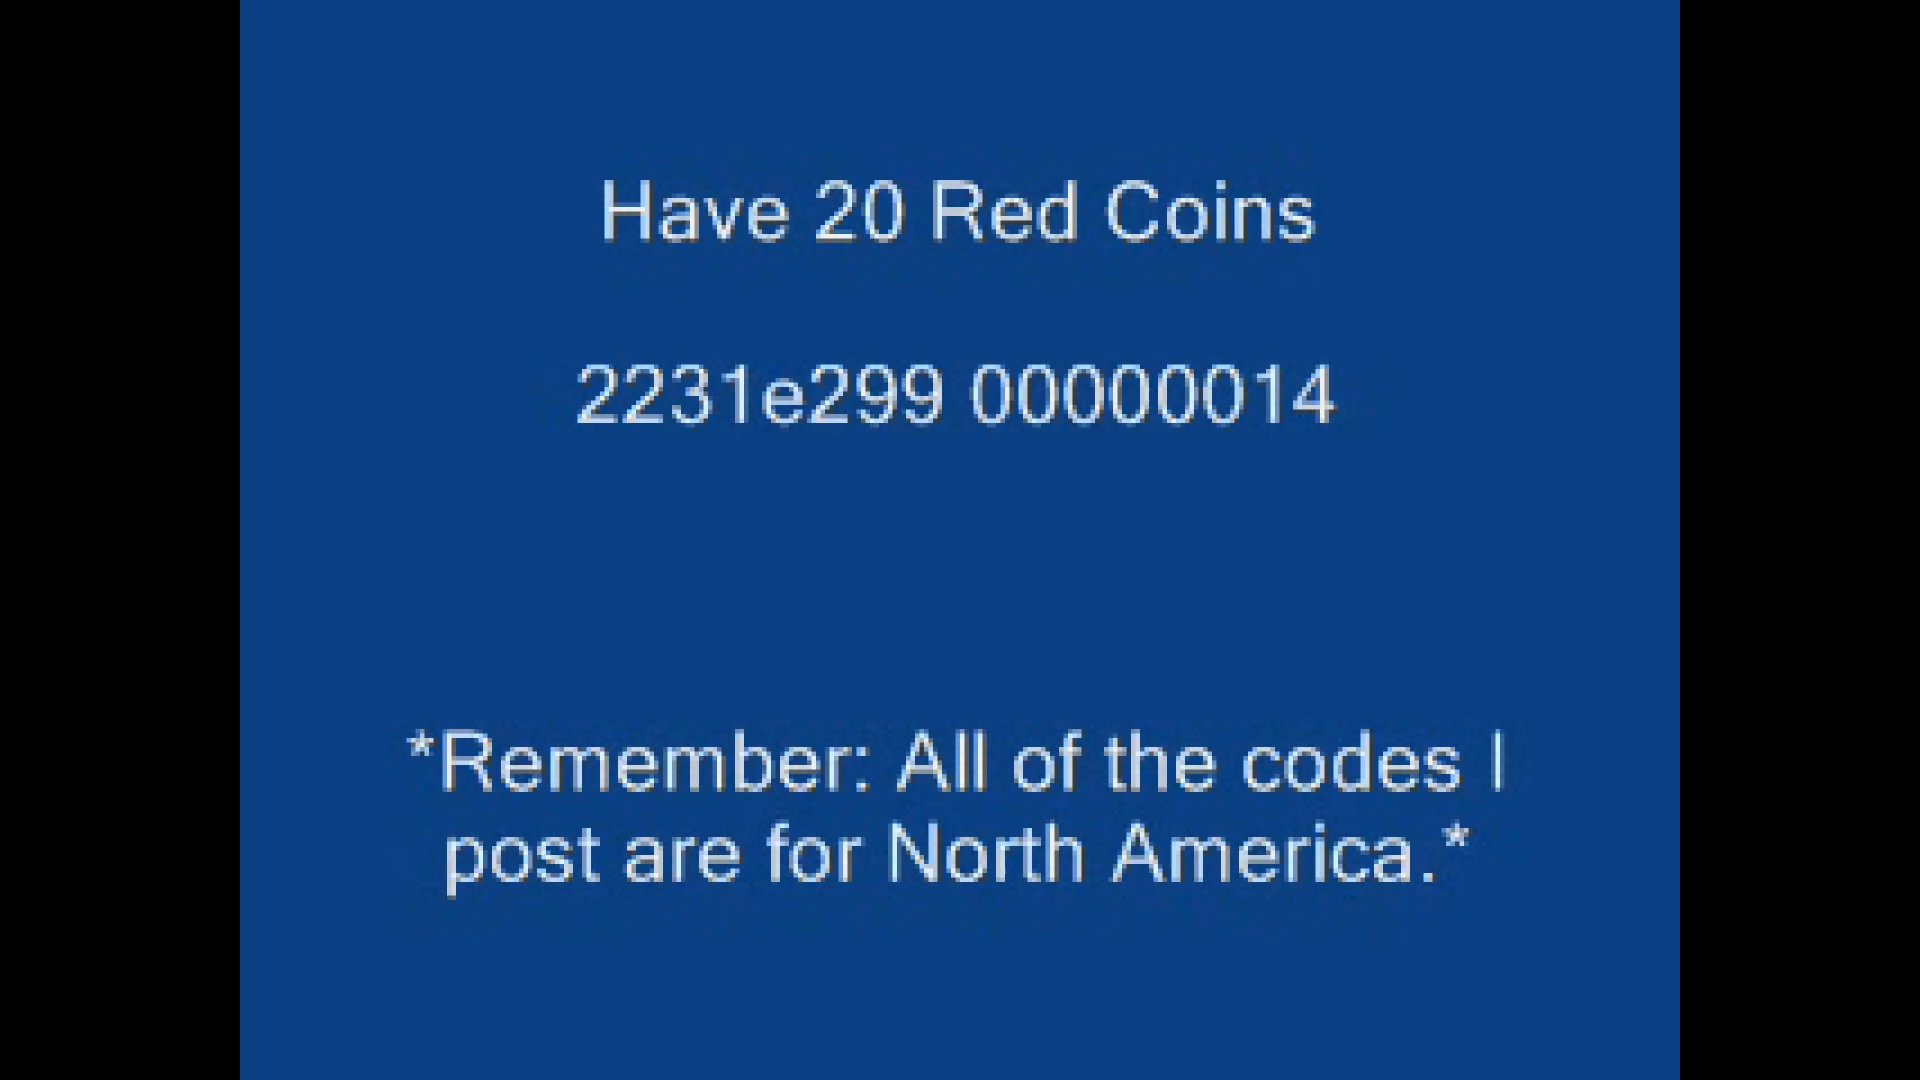 Have 20 Red Coins
2231e299 00000014
*Remember: All of the codes I
post are for North America.*